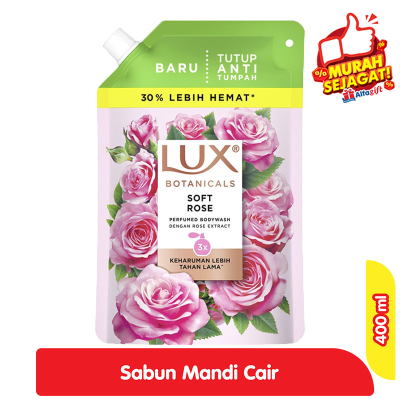 BARU
TUTUP
ANTI
TUMPAH
30% LEBIH HEMAT*
LUX®
BOTANICALS
SOFT
ROSE
PERFUMED BODYWASH
DENGAN ROSE EXTRACT
3x
KEHARUMAN LEBIH
TAHAN LAMA*
MURAH
SEJAGAT!
Alfagift
400 ml
Sabun Mandi Cair